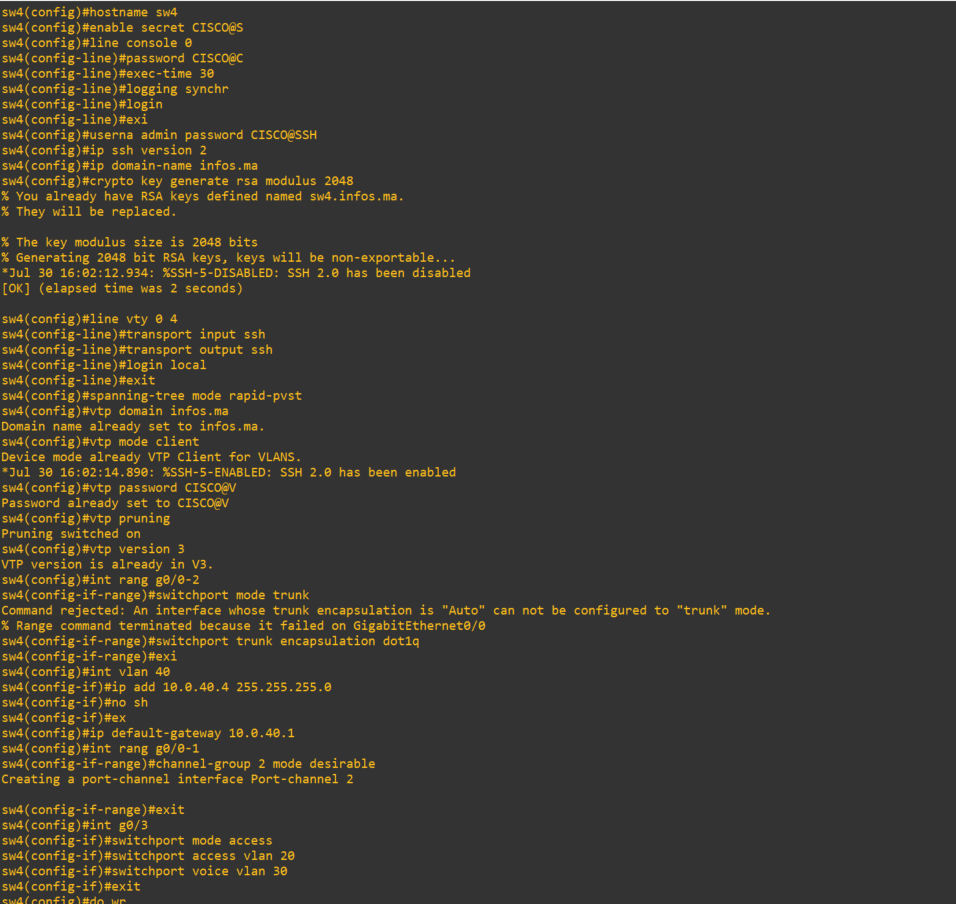 sw4(config)#hostname sw4
sw4(config)#enable secret CISCO@S
sw4(config)#line console 0
sw4(config-line)#password CISCO@C
sw4(config-line)#exec-time 30
sw4(config-line)#logging synchr
sw4(config-line)#login
sw4(config-line)#exi
sw4(config)#userna admin password CISCO@SSH
sw4(config)#ip ssh version 2
sw4(config)#ip domain-name infos.ma
sw4(config)#crypto key generate rsa modulus 2048
% You already have RSA keys defined named sw4.infos.ma.
% They will be replaced.
% The key modulus size is 2048 bits
% Generating 2048 bit RSA keys, keys will be non-exportable...
*Jul 30 16:02:12.934: %SSH-5-DISABLED: SSH 2.0 has been disabled
[OK] (elapsed time was 2 seconds)
sw4(config)#line vty 0 4
sw4(config-line)#transport input ssh
sw4(config-line)#transport output ssh
sw4(config-line)#login local
sw4(config-line)#exit
sw4(config)#spanning-tree mode rapid-pvst
sw4(config)#vtp domain infos.ma
Domain name already set to infos.ma.
sw4(config)#vtp mode client
Device mode already VTP Client for VLANS.
*Jul 30 16:02:14.890: %SSH-5-ENABLED: SSH 2.0 has been enabled
sw4(config)#vtp password CISCO@V
Password already set to CISCO@V
sw4(config)#vtp pruning
Pruning switched on
sw4(config)#vtp version 3
VTP version is already in V3.
sw4(config)#int rang g0/0-2
sw4(config-if-range)#switchport mode trunk
Command rejected: An interface whose trunk encapsulation is "Auto" can not be configured to "trunk" mode.
% Range command terminated because it failed on GigabitEthernet0/0
sw4(config-if-range)#switchport trunk encapsulation dot1q
sw4(config-if-range)#exi
sw4(config)#int vlan 40
sw4(config-if)#ip add 10.0.40.4 255.255.255.0
sw4(config-if)#no sh
sw4(config-if)#ex
sw4(config)#ip default-gateway 10.0.40.1
sw4(config)#int rang g0/0-1
sw4(config-if-range)#channel-group 2 mode desirable
Creating a port-channel interface Port-channel 2
sw4(config-if-range)#exit
sw4(config)#int g0/3
sw4(config-if)#switchport mode access
sw4(config-if)#switchport access vlan 20
sw4(config-if)#switchport voice vlan 30
sw4(config-if)#exit
sw4(config)#do wr